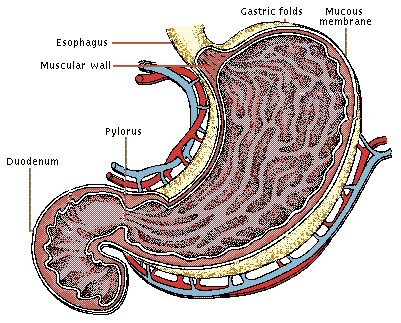 Gastric folds
Mucous
membrane
Esophagus
Muscular wall
Pylorus
Duodenum